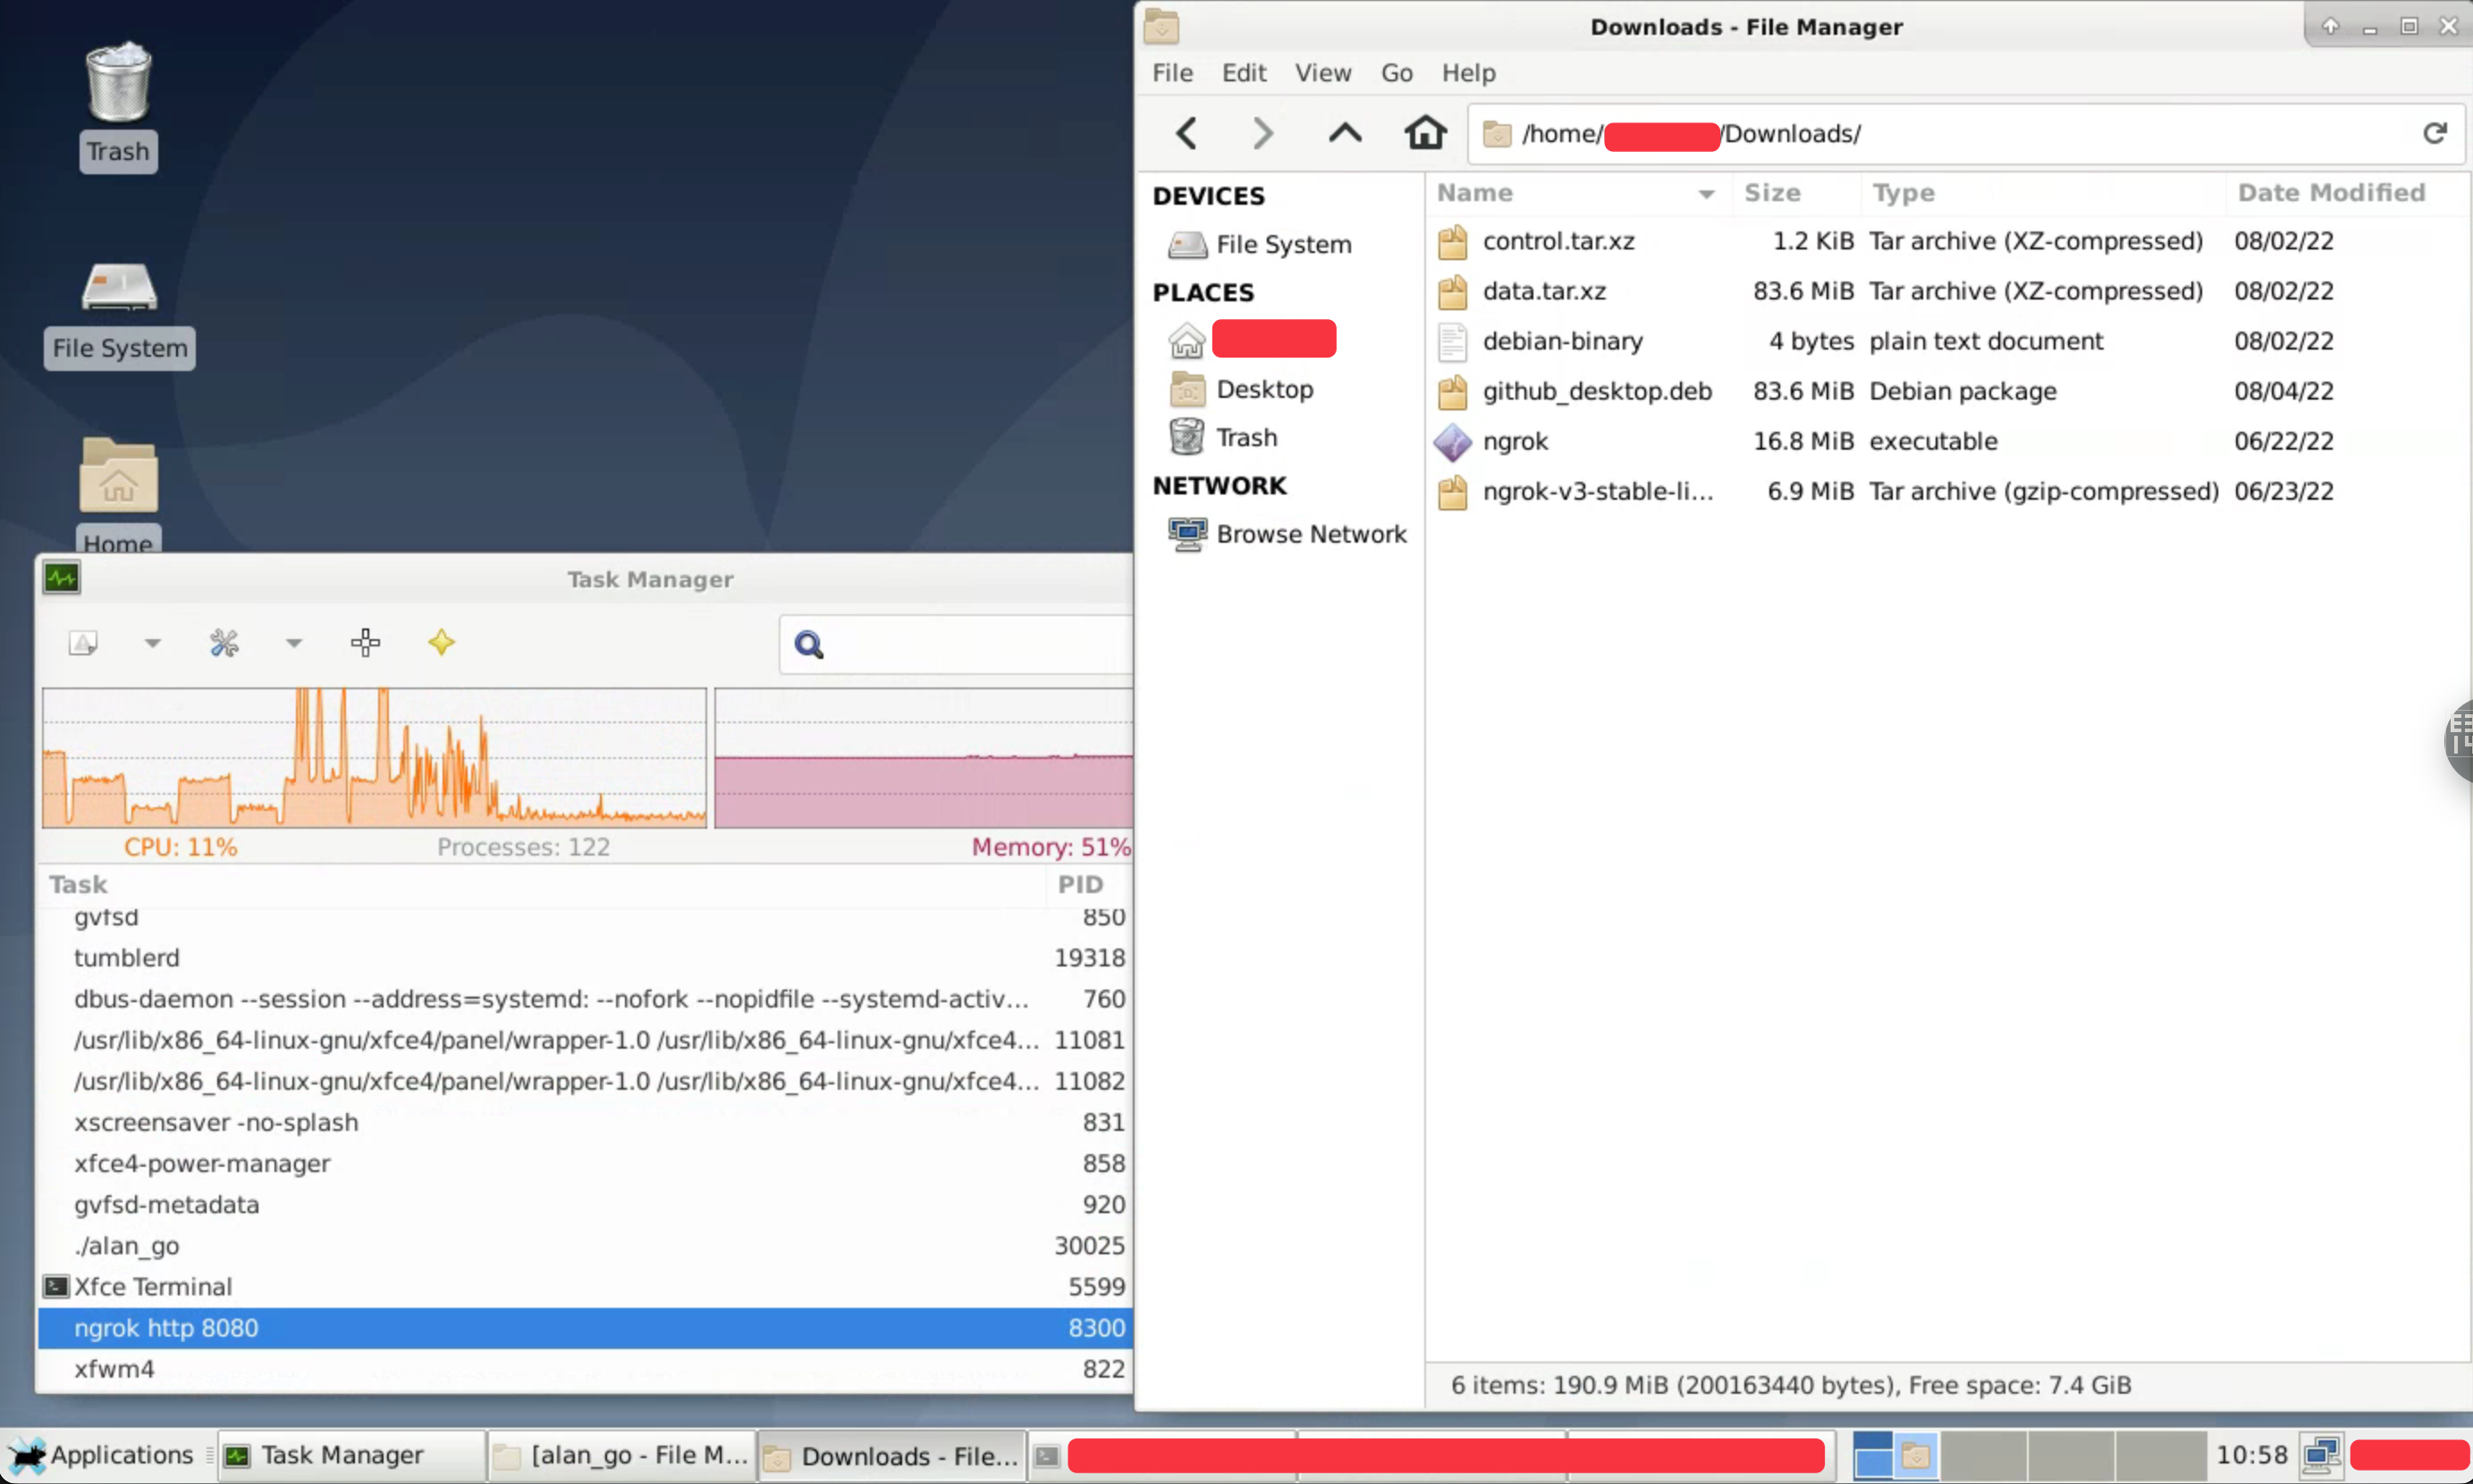 Trash
File System
Home
Downloads - File Manager
File Edit View Go Help
/home/ /Downloads/
DEVICES
File System
PLACES
Desktop
Trash
NETWORK
Browse Network
Name Size Type Date Modified
control.tar.xz 1.2 KiB Tar archive (XZ-compressed) 08/02/22
data.tar.xz 83.6 MiB Tar archive (XZ-compressed) 08/02/22
debian-binary 4 bytes plain text document 08/02/22
github_desktop.deb 83.6 MiB Debian package 08/04/22
ngrok 16.8 MiB executable 06/22/22
ngrok-v3-stable-li... 6.9 MiB Tar archive (gzip-compressed) 06/23/22
6 items: 190.9 MiB (200163440 bytes), Free space: 7.4 GiB
Task Manager
CPU: 11% Processes: 122 Memory: 51%
Task PID
gvfsd 850
tumblerd 19318
dbus-daemon --session --address=systemd: --nofork --nopidfile --systemd-activ... 760
/usr/lib/x86_64-linux-gnu/xfce4/panel/wrapper-1.0 /usr/lib/x86_64-linux-gnu/xfce4... 11081
/usr/lib/x86_64-linux-gnu/xfce4/panel/wrapper-1.0 /usr/lib/x86_64-linux-gnu/xfce4... 11082
xscreensaver -no-splash 831
xfce4-power-manager 858
gvfsd-metadata 920
./alan_go 30025
Xfce Terminal 5599
ngrok http 8080 8300
xfwm4 822
Applications Task Manager [alan_go - File M... Downloads - File... 10:58